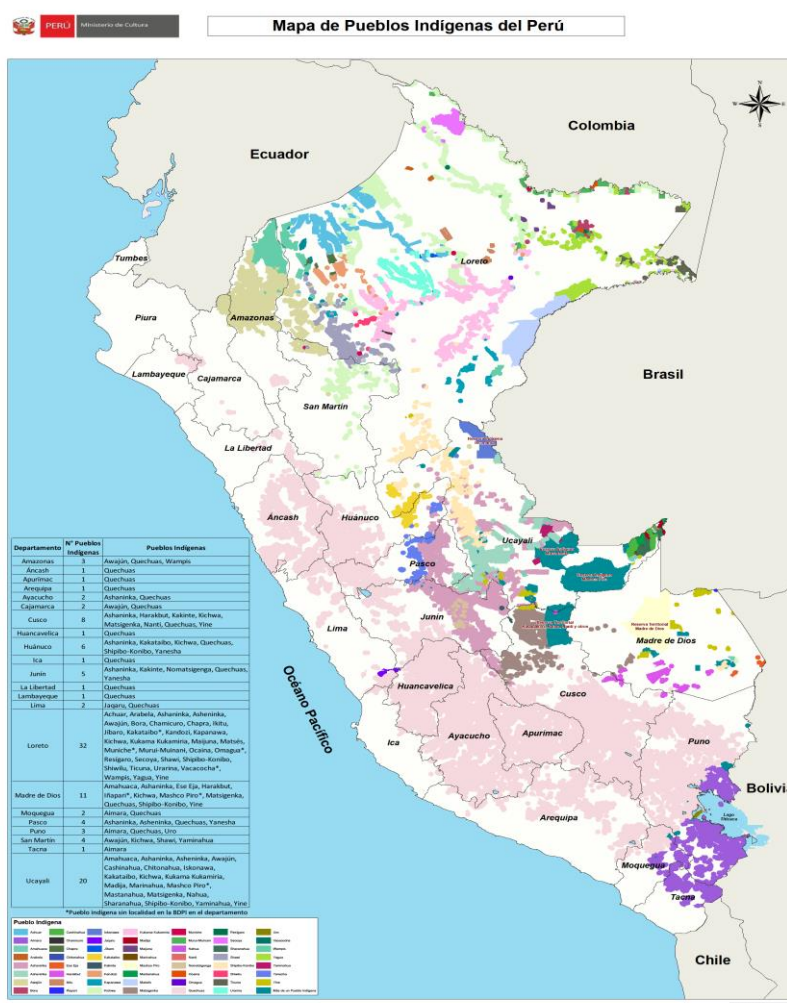 PERÚ Ministerio de Cultura
Mapa de Pueblos Indígenas del Perú
Colombia
Ecuador
Loreto
Tumbes
Piura
Amazonas
Lambayeque
Cajamarca
San Martín
Brasil
La Libertad
Áncash
Huánuco
Ucayali
Pasco
Junín
Reserva Territorial
Madre de Dios
Madre de Dios
Lima
Océano Pacífico
Huancavelica
Cusco
Ica
Ayacucho
Apurímac
Puno
Bolivia
Lago
Titicaca
Arequipa
Moquegua
Tacna
Chile
Departamento N° Pueblos Indígenas Pueblos Indígenas
Amazonas 3 Awajún, Quechuas, Wampis
Áncash 1 Quechuas
Apurímac 1 Quechuas
Arequipa 1 Quechuas
Ayacucho 2 Ashaninka, Quechuas
Cajamarca 2 Awajún, Quechuas
Cusco 8 Ashaninka, Harakbut, Kakinte, Kichwa,
Matsigenka, Nanti, Quechuas, Yine
Huancavelica 1 Quechuas
Huánuco 6 Ashaninka, Kakataibo, Kichwa, Quechuas,
Shipibo-Konibo, Yanesha
Ica 1 Quechuas
Junín 5 Ashaninka, Kakinte, Nomatsigenga, Quechuas,
Yanesha
La Libertad 1 Quechuas
Lambayeque 1 Quechuas
Lima 2 Jaqaru, Quechuas
Loreto 32 Achuar, Arabela, Ashaninka, Asheninka,
Awajún, Bora, Chamicuro, Chapra, Ikitu,
Jíbaro, Kakataibo*, Kandozi, Kapanawa,
Kichwa, Kukama Kukamiria, Maijuna, Matsés,
Muniche*, Murui-Muinani, Ocaina, Omagua*,
Resígaro, Secoya, Shawi, Shipibo-Konibo,
Shiwilu, Ticuna, Urarina, Vacacocha*,
Wampis, Yagua, Yine
Madre de Dios 11 Amahuaca, Ashaninka, Ese Eja, Harakbut,
Iñapari*, Kichwa, Mashco Piro*, Matsigenka,
Quechuas, Shipibo-Konibo, Yine
Moquegua 2 Aimara, Quechuas
Pasco 4 Ashaninka, Asheninka, Quechuas, Yanesha
Puno 3 Aimara, Quechuas, Uro
San Martín 4 Awajún, Kichwa, Shawi, Yaminahua
Tacna 1 Aimara
Ucayali 20 Amahuaca, Ashaninka, Asheninka, Awajún,
Cashinahua, Chitonahua, Iskonawa,
Kakataibo, Kichwa, Kukama Kukamiria,
Madija, Marinahua, Mashco Piro*,
Mastanahua, Matsigenka, Nahua,
Sharanahua, Shipibo-Konibo, Yaminahua, Yine
*Pueblo indígena sin localidad en la BDPI en el departamento
Pueblo Indígena